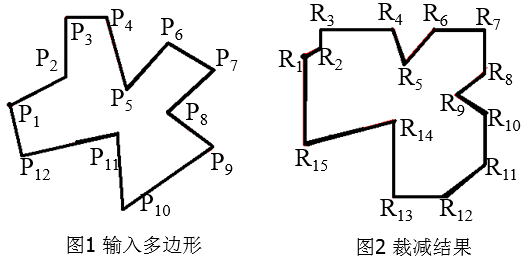 P₃ P₄
P₆
P₂ P₇
P₅
P₁ P₈
P₁₂ P₁₁ P₉
P₁₀
图1 输入多边形
R₃ R₄ R₆ R₇
R₁ R₂
R₅ R₈
R₉
R₁₀
R₁₄
R₁₅ R₁₁
R₁₃ R₁₂
图2 裁减结果